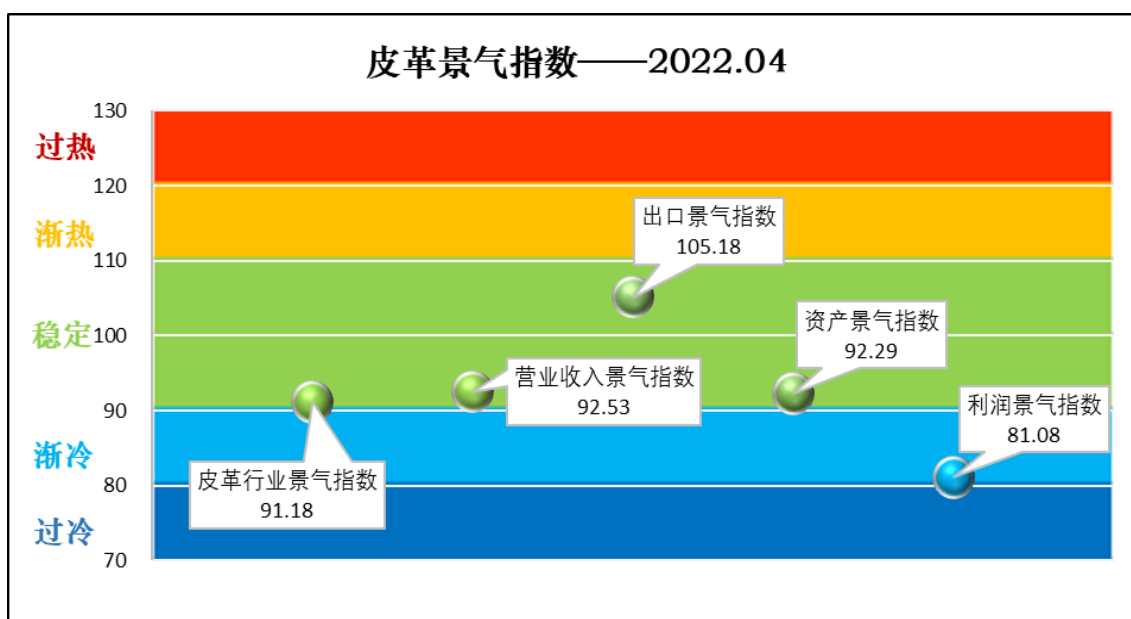 皮革景气指数——2022.04
130
过热
120
渐热
110
稳定
100
90
渐冷
80
过冷
70
出口景气指数
105.18
资产景气指数
92.29
营业收入景气指数
92.53
利润景气指数
81.08
皮革行业景气指数
91.18